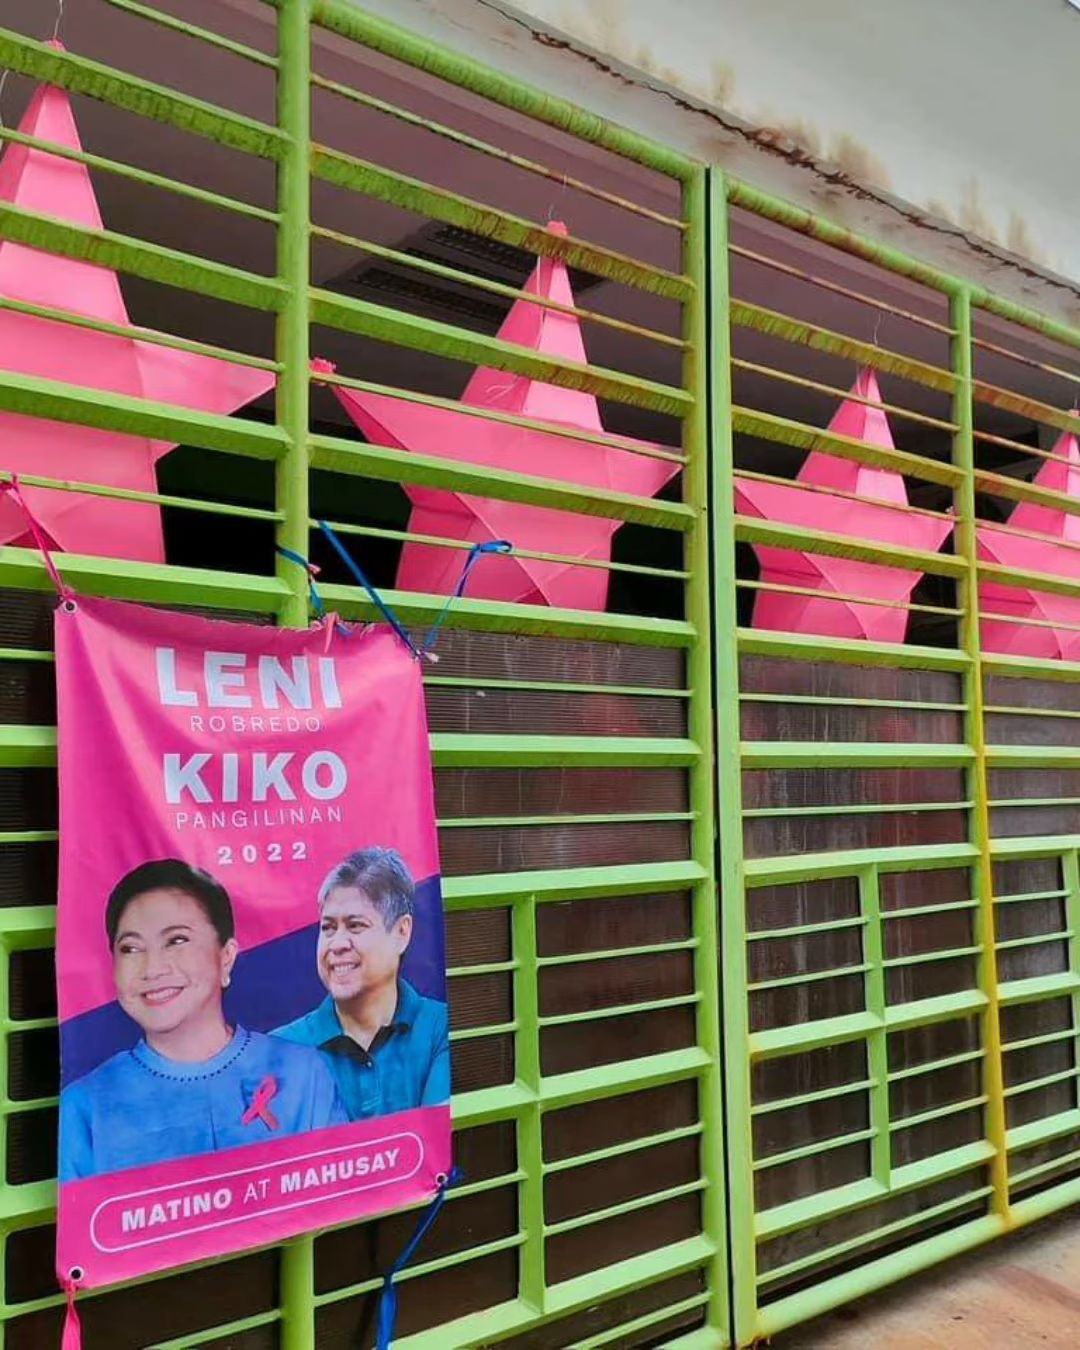 LENI
ROBREDO
KIKO
PANGILINAN
2022
MATINO AT MAHUSAY